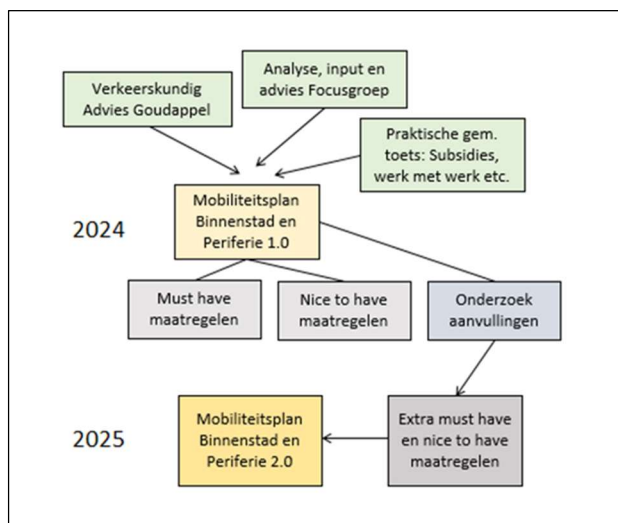 Verkeerskundig
Advies Goudappel
Analyse, input en
advies Focusgroep
Praktische gem.
toets: Subsidies,
werk met werk etc.
2024
Mobiliteitsplan
Binnenstad en
Periferie 1.0
Must have
maatregelen
Nice to have
maatregelen
Onderzoek
aanvullingen
2025
Mobiliteitsplan
Binnenstad en
Periferie 2.0
Extra must have
en nice to have
maatregelen